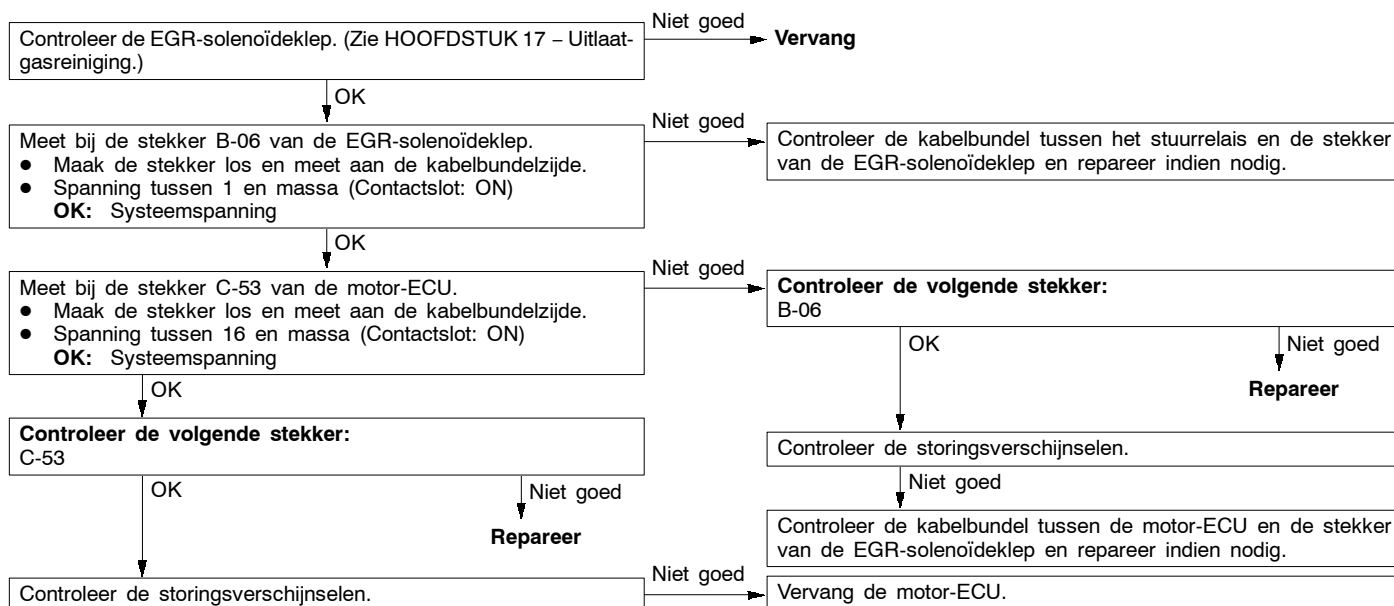 Controleer de EGR-solenoïdeklep. (Zie HOOFDSTUK 17 – Uitlaat-
gasreiniging.)
Niet goed
Vervang
OK
Meet bij de stekker B-06 van de EGR-solenoïdeklep.
● Maak de stekker los en meet aan de kabelbundelzijde.
● Spanning tussen 1 en massa (Contactslot: ON)
OK: Systeemspanning
Niet goed
Controleer de kabelbundel tussen het stuurrelais en de stekker
van de EGR-solenoïdeklep en repareer indien nodig.
OK
Meet bij de stekker C-53 van de motor-ECU.
● Maak de stekker los en meet aan de kabelbundelzijde.
● Spanning tussen 16 en massa (Contactslot: ON)
OK: Systeemspanning
Niet goed
Controleer de volgende stekker:
B-06
OK
Niet goed
Repareer
Controleer de storingsverschijnselen.
Niet goed
Controleer de kabelbundel tussen de motor-ECU en de stekker
van de EGR-solenoïdeklep en repareer indien nodig.
OK
Controleer de volgende stekker:
C-53
OK
Niet goed
Repareer
Controleer de storingsverschijnselen.
Niet goed
Vervang de motor-ECU.